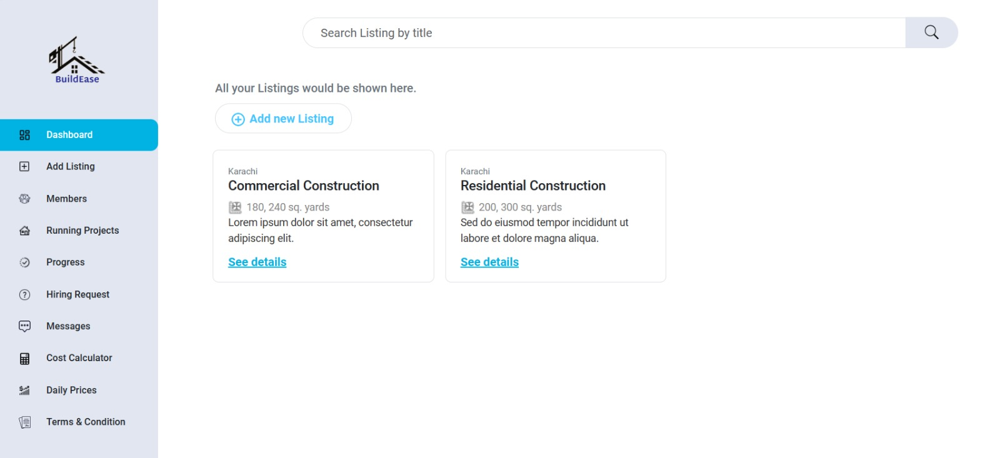 BuildEase
Dashboard
Add Listing
Members
Running Projects
Progress
Hiring Request
Messages
Cost Calculator
Daily Prices
Terms & Condition
Search Listing by title
All your Listings would be shown here.
Add new Listing
Karachi
Commercial Construction
180, 240 sq. yards
Lorem ipsum dolor sit amet, consectetur
adipiscing elit.
See details
Karachi
Residential Construction
200, 300 sq. yards
Sed do eiusmod tempor incididunt ut
labore et dolore magna aliqua.
See details